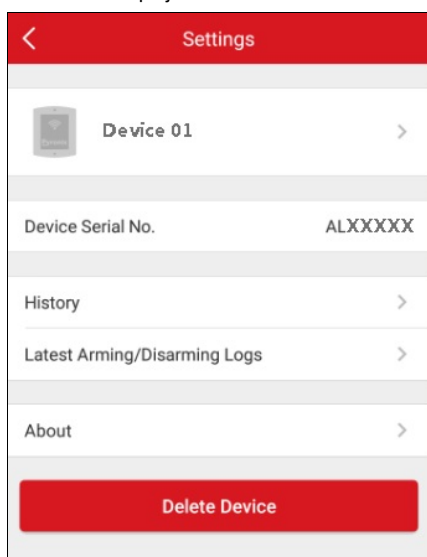 Settings
Device 01
Device Serial No. ALXXXXX
History
Latest Arming/Disarming Logs
About
Delete Device